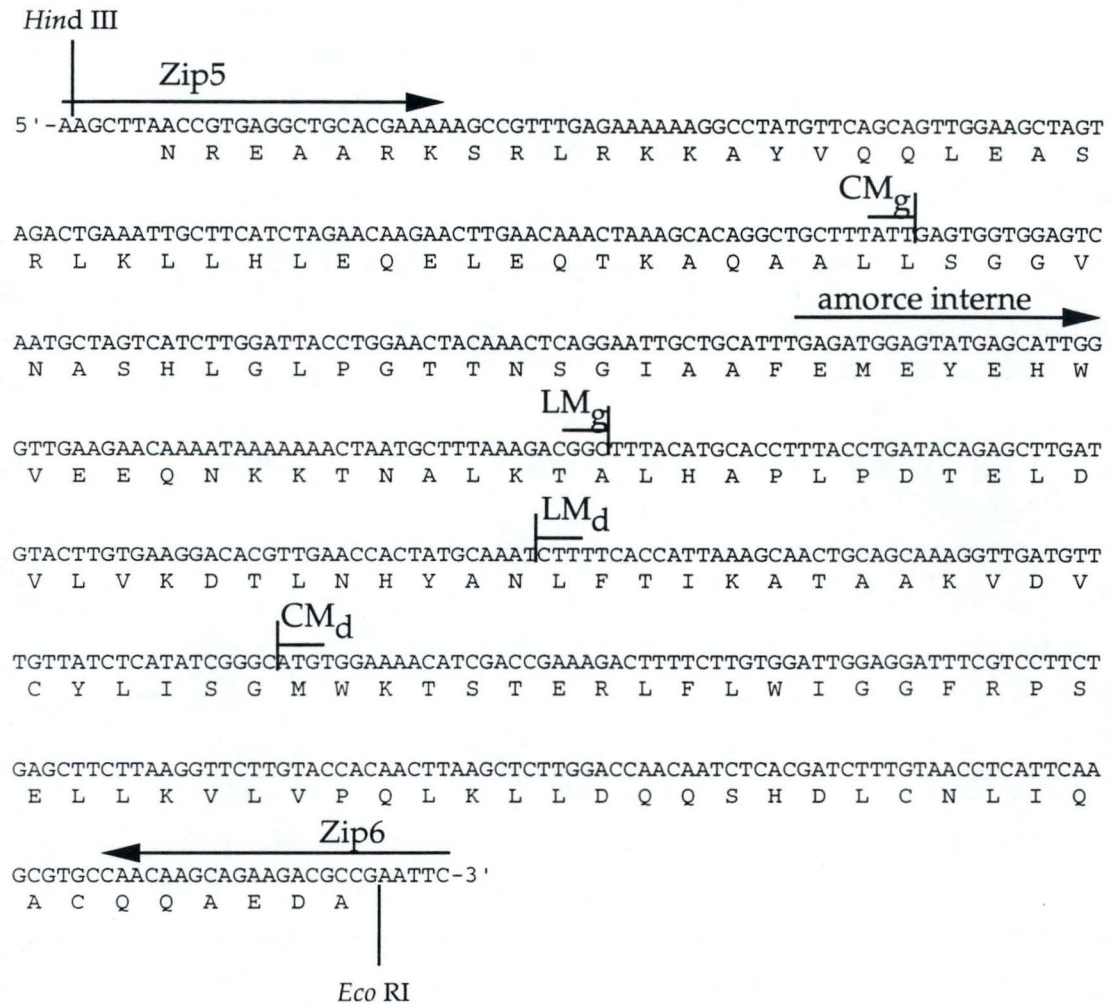 Hind III
Zip5
5'-AAGCTTAACCGTGAGGCTGCACGAAAAAGCCGTTTGAGAAAAAAGGCCTATGTTCAGCAGTTGGAAGCTAGT
N R E A A R K S R L R K K A Y V Q Q L E A S
CMg
AGACTGAAATTGCTTCATCTAGAACAAGAACTTGAACAAACTAAAGCACAGGCTGCTTTATTGAGTGGTGGAGTC
R L K L L H L E Q E L E Q T K A Q A A L L S G G V
amorce interne
AATGCTAGTCATCTTGGATTACCTGGAACTACAAACTCAGGAATTGCTGCATTTGAGATGGAGTATGAGCATTGG
N A S H L G L P G T T N S G I A A F E M E Y E H W
LMg
GTTGAAGAACAAAATAAAAAAACTAATGCTTTAAAGACGGCTTTACATGCACCTTTACCTGATACAGAGCTTGAT
V E E Q N K K T N A L K T A L H A P L P D T E L D
LMd
GTACTTGTGAAGGACACGTTGAACCACTATGCAAATCTTTTCACCATTAAAGCAACTGCAGCAAAGGTTGATGTT
V L V K D T L N H Y A N L F T I K A T A A K V D V
CMd
TGTTATCTCATATCGGGCATGTGGAAAACATCGACCGAAAGACTTTTCTTGTGGATTGGAGGATTTCGTCCTTCT
C Y L I S G M W K T S T E R L F L W I G G F R P S
GAGCTTCTTAAGGTTCTTGTACCACAACTTAAGCTCTTGGACCAACAATCTCACGATCTTTGTAACCTCATTCAA
E L L K V L V P Q L K L L D Q Q S H D L C N L I Q
Zip6
GCGTGCCAACAAGCAGAAGACGCCGAATTC-3'
A C Q Q A E D A
Eco RI